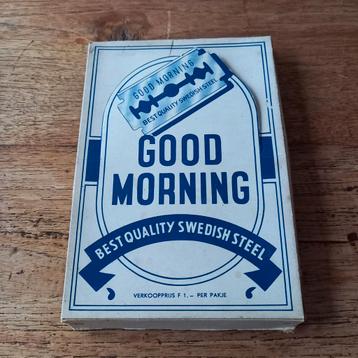 GOOD MORNING
BEST QUALITY SWEDISH STEEL
GOOD
MORNING
BEST QUALITY SWEDISH STEEL
VERKOOPPRIJS F 1.– PER PAKJE